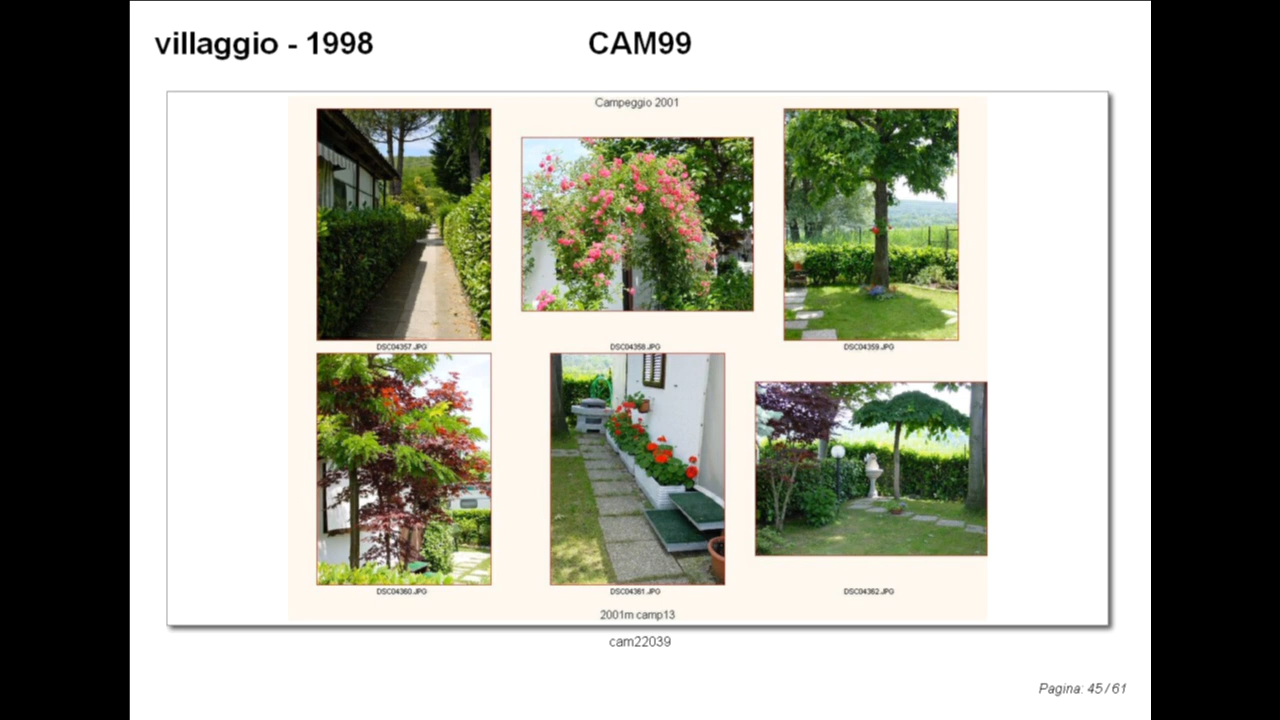 villaggio - 1998
CAM99
Campeggio 2001
DSC04357.JPG
DSC04358.JPG
DSC04359.JPG
DSC04360.JPG
DSC04361.JPG
DSC04362.JPG
2001m camp13
cam22039
Pagina: 45 / 61